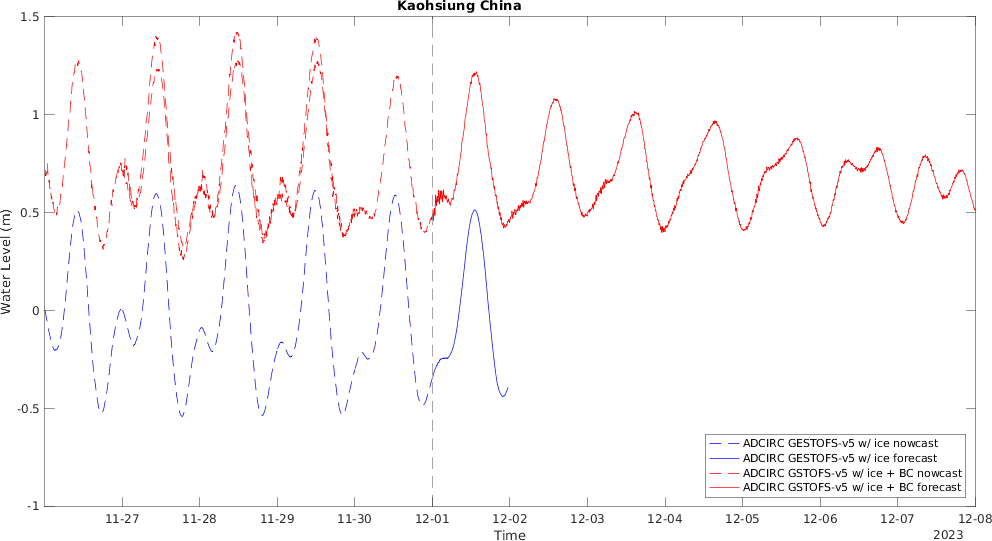 Kaohsiung China
Water Level (m)
1.5
1
0.5
0
-0.5
-1
ADCIRC GESTOFS-v5 w/ ice nowcast
ADCIRC GESTOFS-v5 w/ ice forecast
ADCIRC GSTOFS-v5 w/ ice + BC nowcast
ADCIRC GSTOFS-v5 w/ ice + BC forecast
11-27 11-28 11-29 11-30 12-01 12-02 12-03 12-04 12-05 12-06 12-07 12-08
Time
2023